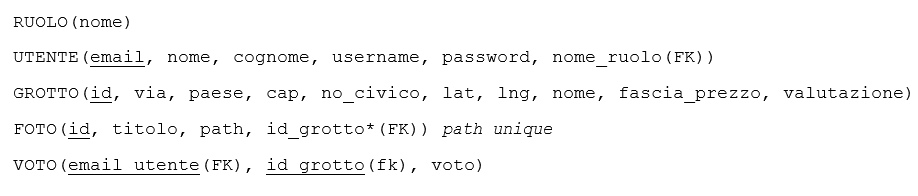 RUOLO(nome)
UTENTE(email, nome, cognome, username, password, nome_ruolo(FK))
GROTTO(id, via, paese, cap, no_civico, lat, lng, nome, fascia_prezzo, valutazione)
FOTO(id, titolo, path, id_grotto*(FK)) path unique
VOTO(email_utente(FK), id_grotto(fk), voto)